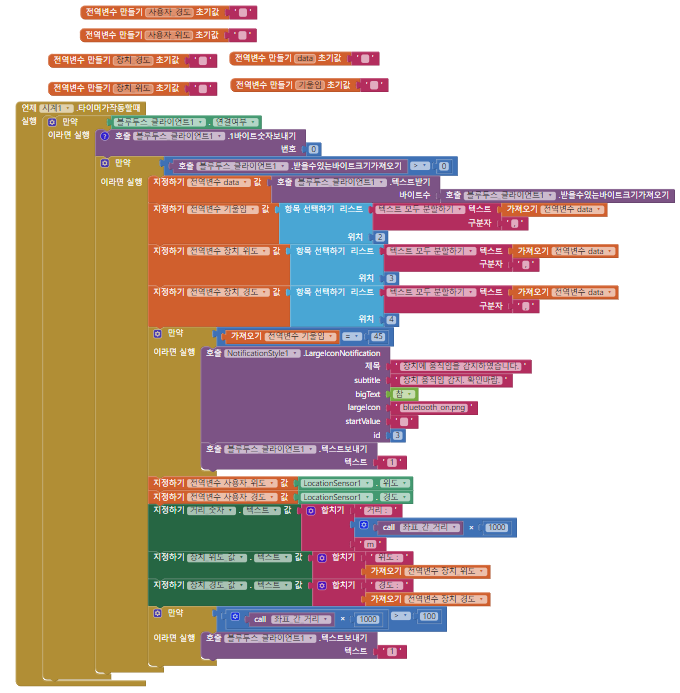 전역변수 만들기 사용자 경도 초기값 ' '
전역변수 만들기 사용자 위도 초기값 ' '
전역변수 만들기 장치 경도 초기값 ' ' 전역변수 만들기 data 초기값 ' '
전역변수 만들기 장치 위도 초기값 ' ' 전역변수 만들기 기울임 초기값 ' '
언제 시계1 .타이머가작동할때
실행 만약 블루투스 클라이언트1 . 연결여부
이라면 실행 호출 블루투스 클라이언트1 .1바이트숫자보내기
번호 0
만약 호출 블루투스 클라이언트1 .받을수있는바이트크기가져오기 > 0
이라면 실행 지정하기 전역변수 data 값 호출 블루투스 클라이언트1 .텍스트받기
바이트수 호출 블루투스 클라이언트1 .받을수있는바이트크기가져오기
지정하기 전역변수 기울임 값 항목 선택하기 리스트 텍스트 모두 분할하기 텍스트 가져오기 전역변수 data
구분자 ' , '
위치 2
지정하기 전역변수 장치 위도 값 항목 선택하기 리스트 텍스트 모두 분할하기 텍스트 가져오기 전역변수 data
구분자 ' , '
위치 3
지정하기 전역변수 장치 경도 값 항목 선택하기 리스트 텍스트 모두 분할하기 텍스트 가져오기 전역변수 data
구분자 ' , '
위치 4
만약 가져오기 전역변수 기울임 = 45
이라면 실행 호출 NotificationStyle1 .LargeIconNotification
제목 ' 장치에 움직임을 감지하였습니다. '
subtitle ' 장치 움직임 감지. 확인바람 '
bigText 참
largeIcon ' bluetooth_on.png '
startValue ' '
id 3
호출 블루투스 클라이언트1 .텍스트보내기
텍스트 ' 1 '
지정하기 전역변수 사용자 위도 값 LocationSensor1 . 위도
지정하기 전역변수 사용자 경도 값 LocationSensor1 . 경도
지정하기 거리 숫자 . 텍스트 값 합치기 ' 거리 : '
call 좌표 간 거리 × 1000
' m '
지정하기 장치 위도 값 . 텍스트 값 합치기 ' 위도 : '
가져오기 전역변수 장치 위도
지정하기 장치 경도 값 . 텍스트 값 합치기 ' 경도 : '
가져오기 전역변수 장치 경도
만약 call 좌표 간 거리 × 1000 > 100
이라면 실행 호출 블루투스 클라이언트1 .텍스트보내기
텍스트 ' 1 '